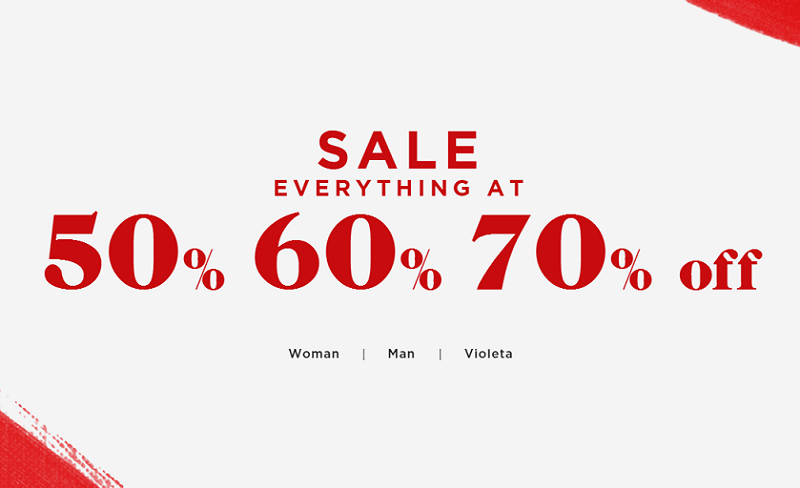 SALE
EVERYTHING AT
50% 60% 70% off
Woman | Man | Violeta